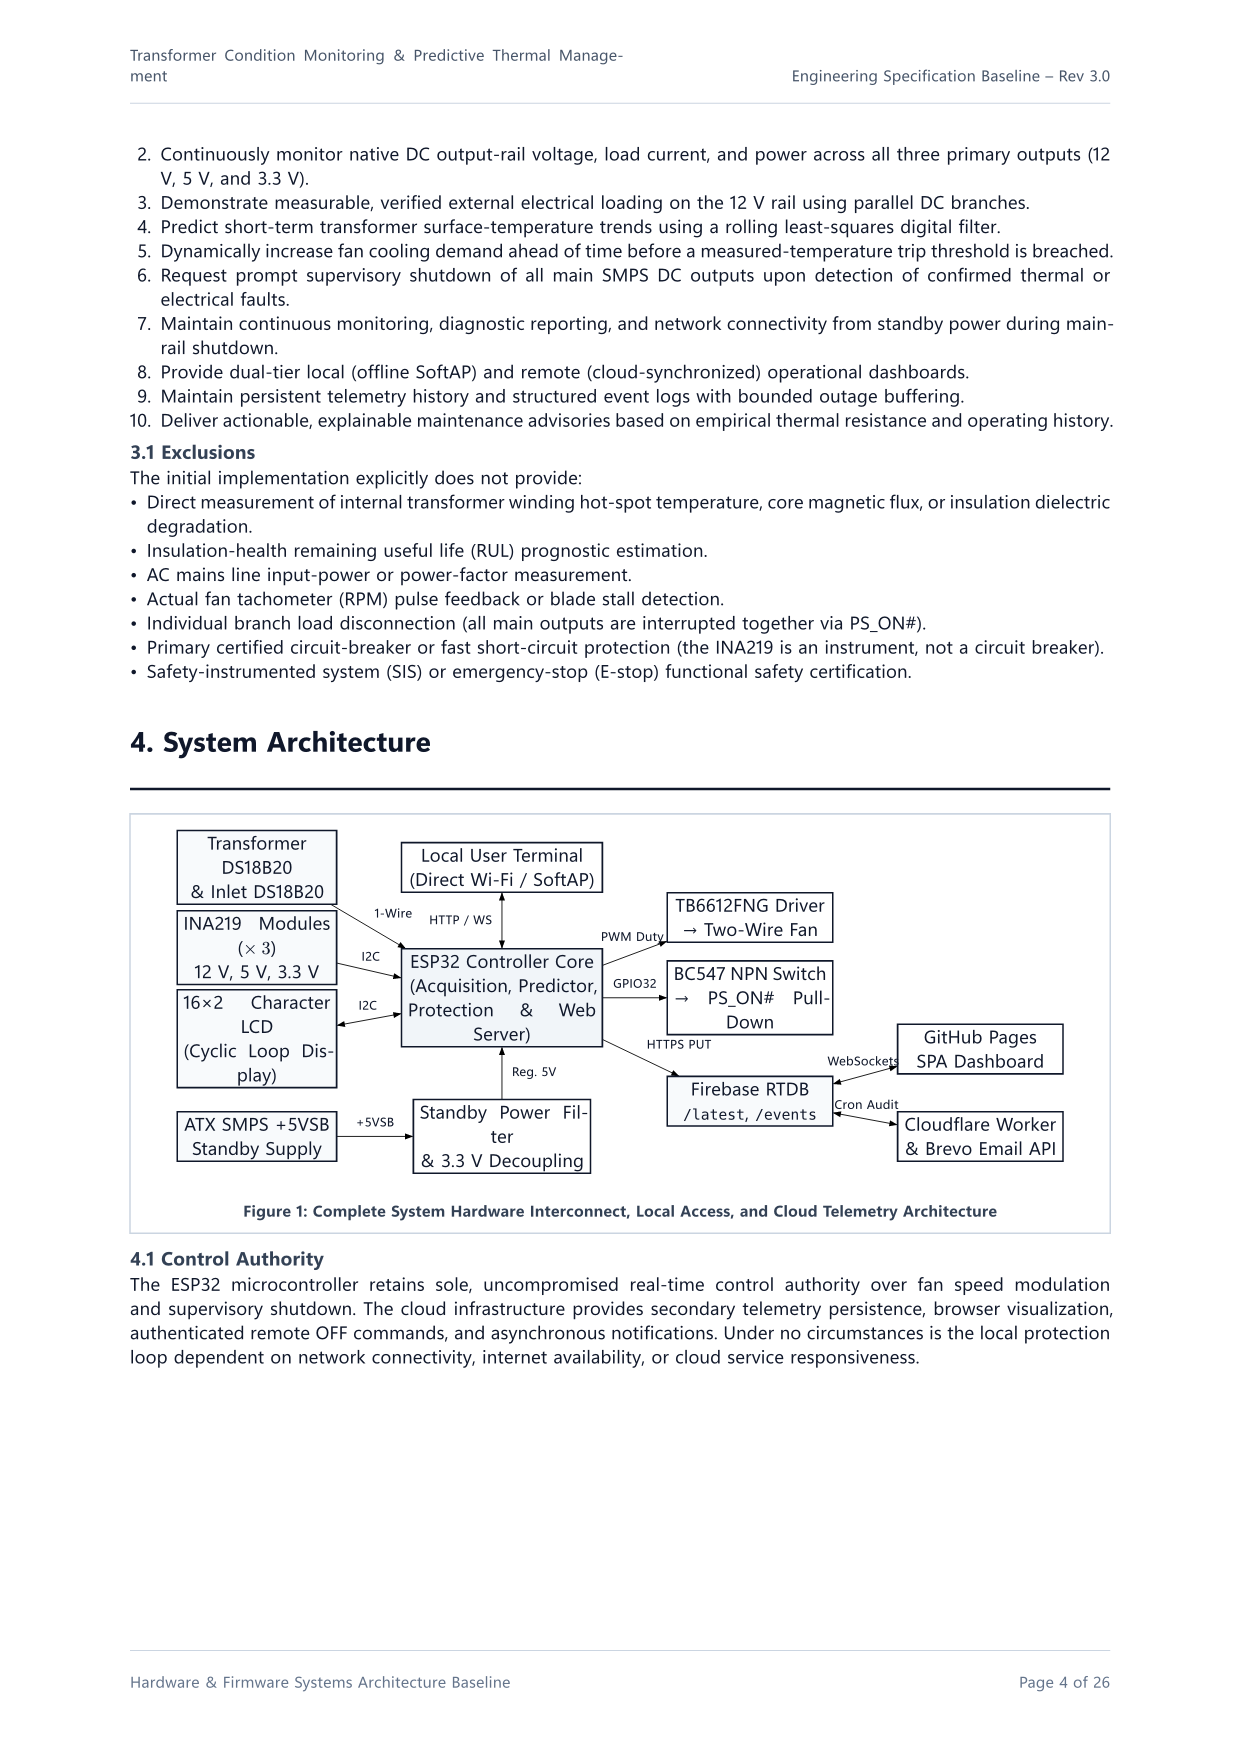 Transformer Condition Monitoring & Predictive Thermal Manage-
ment
Engineering Specification Baseline – Rev 3.0
2. Continuously monitor native DC output-rail voltage, load current, and power across all three primary outputs (12
V, 5 V, and 3.3 V).
3. Demonstrate measurable, verified external electrical loading on the 12 V rail using parallel DC branches.
4. Predict short-term transformer surface-temperature trends using a rolling least-squares digital filter.
5. Dynamically increase fan cooling demand ahead of time before a measured-temperature trip threshold is breached.
6. Request prompt supervisory shutdown of all main SMPS DC outputs upon detection of confirmed thermal or
electrical faults.
7. Maintain continuous monitoring, diagnostic reporting, and network connectivity from standby power during main-
rail shutdown.
8. Provide dual-tier local (offline SoftAP) and remote (cloud-synchronized) operational dashboards.
9. Maintain persistent telemetry history and structured event logs with bounded outage buffering.
10. Deliver actionable, explainable maintenance advisories based on empirical thermal resistance and operating history.
3.1 Exclusions
The initial implementation explicitly does not provide:
• Direct measurement of internal transformer winding hot-spot temperature, core magnetic flux, or insulation dielectric
degradation.
• Insulation-health remaining useful life (RUL) prognostic estimation.
• AC mains line input-power or power-factor measurement.
• Actual fan tachometer (RPM) pulse feedback or blade stall detection.
• Individual branch load disconnection (all main outputs are interrupted together via PS_ON#).
• Primary certified circuit-breaker or fast short-circuit protection (the INA219 is an instrument, not a circuit breaker).
• Safety-instrumented system (SIS) or emergency-stop (E-stop) functional safety certification.
4. System Architecture
Transformer
DS18B20
& Inlet DS18B20
INA219 Modules
(× 3)
12 V, 5 V, 3.3 V
16×2 Character
LCD
(Cyclic Loop Dis-
play)
ATX SMPS +5VSB
Standby Supply
1-Wire
I2C
I2C
+5VSB
Local User Terminal
(Direct Wi-Fi / SoftAP)
HTTP / WS
ESP32 Controller Core
(Acquisition, Predictor,
Protection & Web
Server)
Reg. 5V
Standby Power Fil-
ter
& 3.3 V Decoupling
PWM Duty
GPIO32
HTTPS PUT
TB6612FNG Driver
→ Two-Wire Fan
BC547 NPN Switch
→ PS_ON# Pull-
Down
Firebase RTDB
/latest, /events
WebSockets
Cron Audit
GitHub Pages
SPA Dashboard
Cloudflare Worker
& Brevo Email API
Figure 1: Complete System Hardware Interconnect, Local Access, and Cloud Telemetry Architecture
4.1 Control Authority
The ESP32 microcontroller retains sole, uncompromised real-time control authority over fan speed modulation
and supervisory shutdown. The cloud infrastructure provides secondary telemetry persistence, browser visualization,
authenticated remote OFF commands, and asynchronous notifications. Under no circumstances is the local protection
loop dependent on network connectivity, internet availability, or cloud service responsiveness.
Hardware & Firmware Systems Architecture Baseline
Page 4 of 26